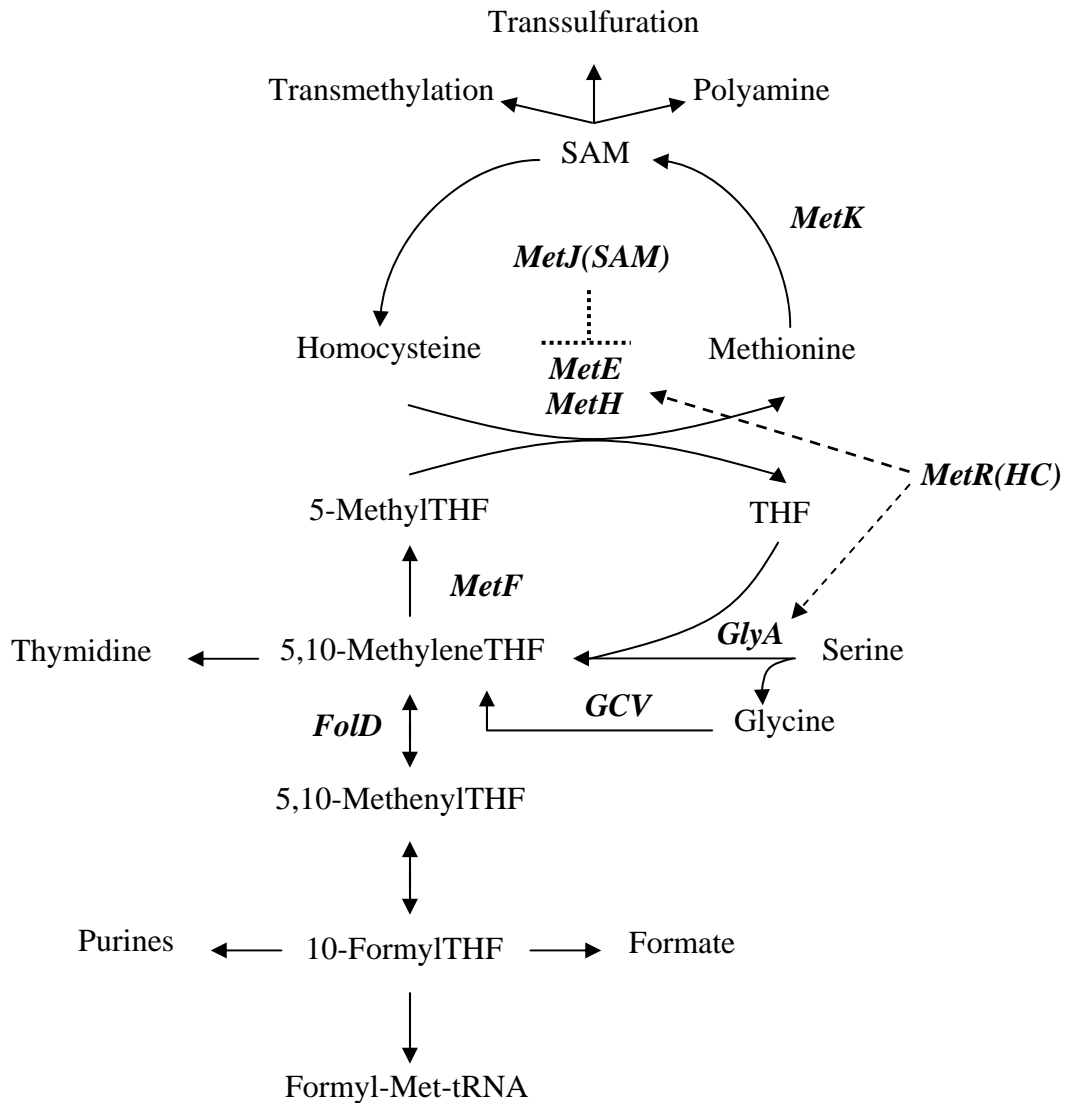 Transsulfuration
Transmethylation
Polyamine
SAM
MetK
MetJ(SAM)
Homocysteine
Methionine
MetE
MetH
MetR(HC)
5-MethylTHF
THF
MetF
GlyA
Thymidine
5,10-MethyleneTHF
Serine
GCV
FolD
Glycine
5,10-MethenylTHF
Purines
10-FormylTHF
Formate
Formyl-Met-tRNA